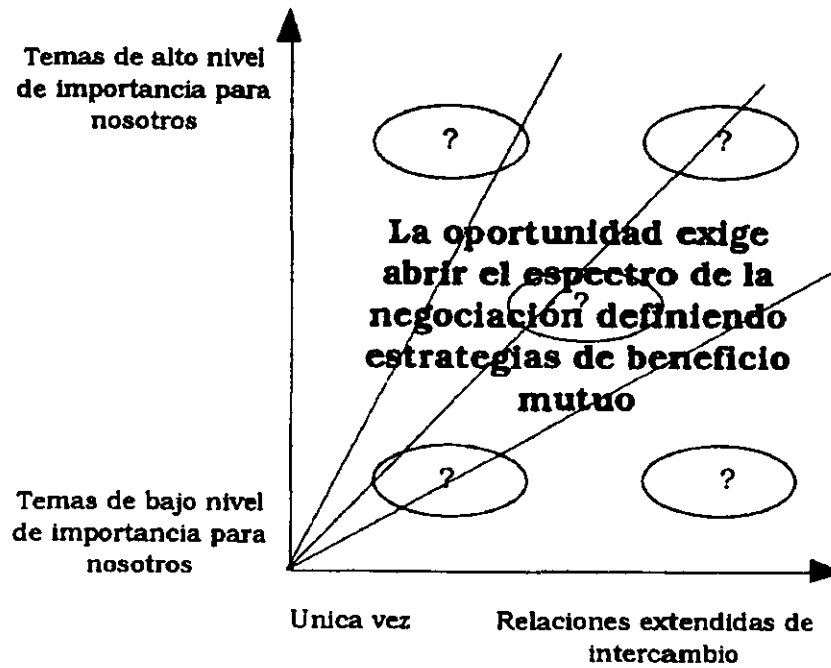 Temas de alto nivel
de importancia para
nosotros
?
?
La oportunidad exige
abrir el espectro de la
?
negociación definiendo
estrategias de beneficio
mutuo
?
?
Temas de bajo nivel
de importancia para
nosotros
Unica vez
Relaciones extendidas de
intercambio